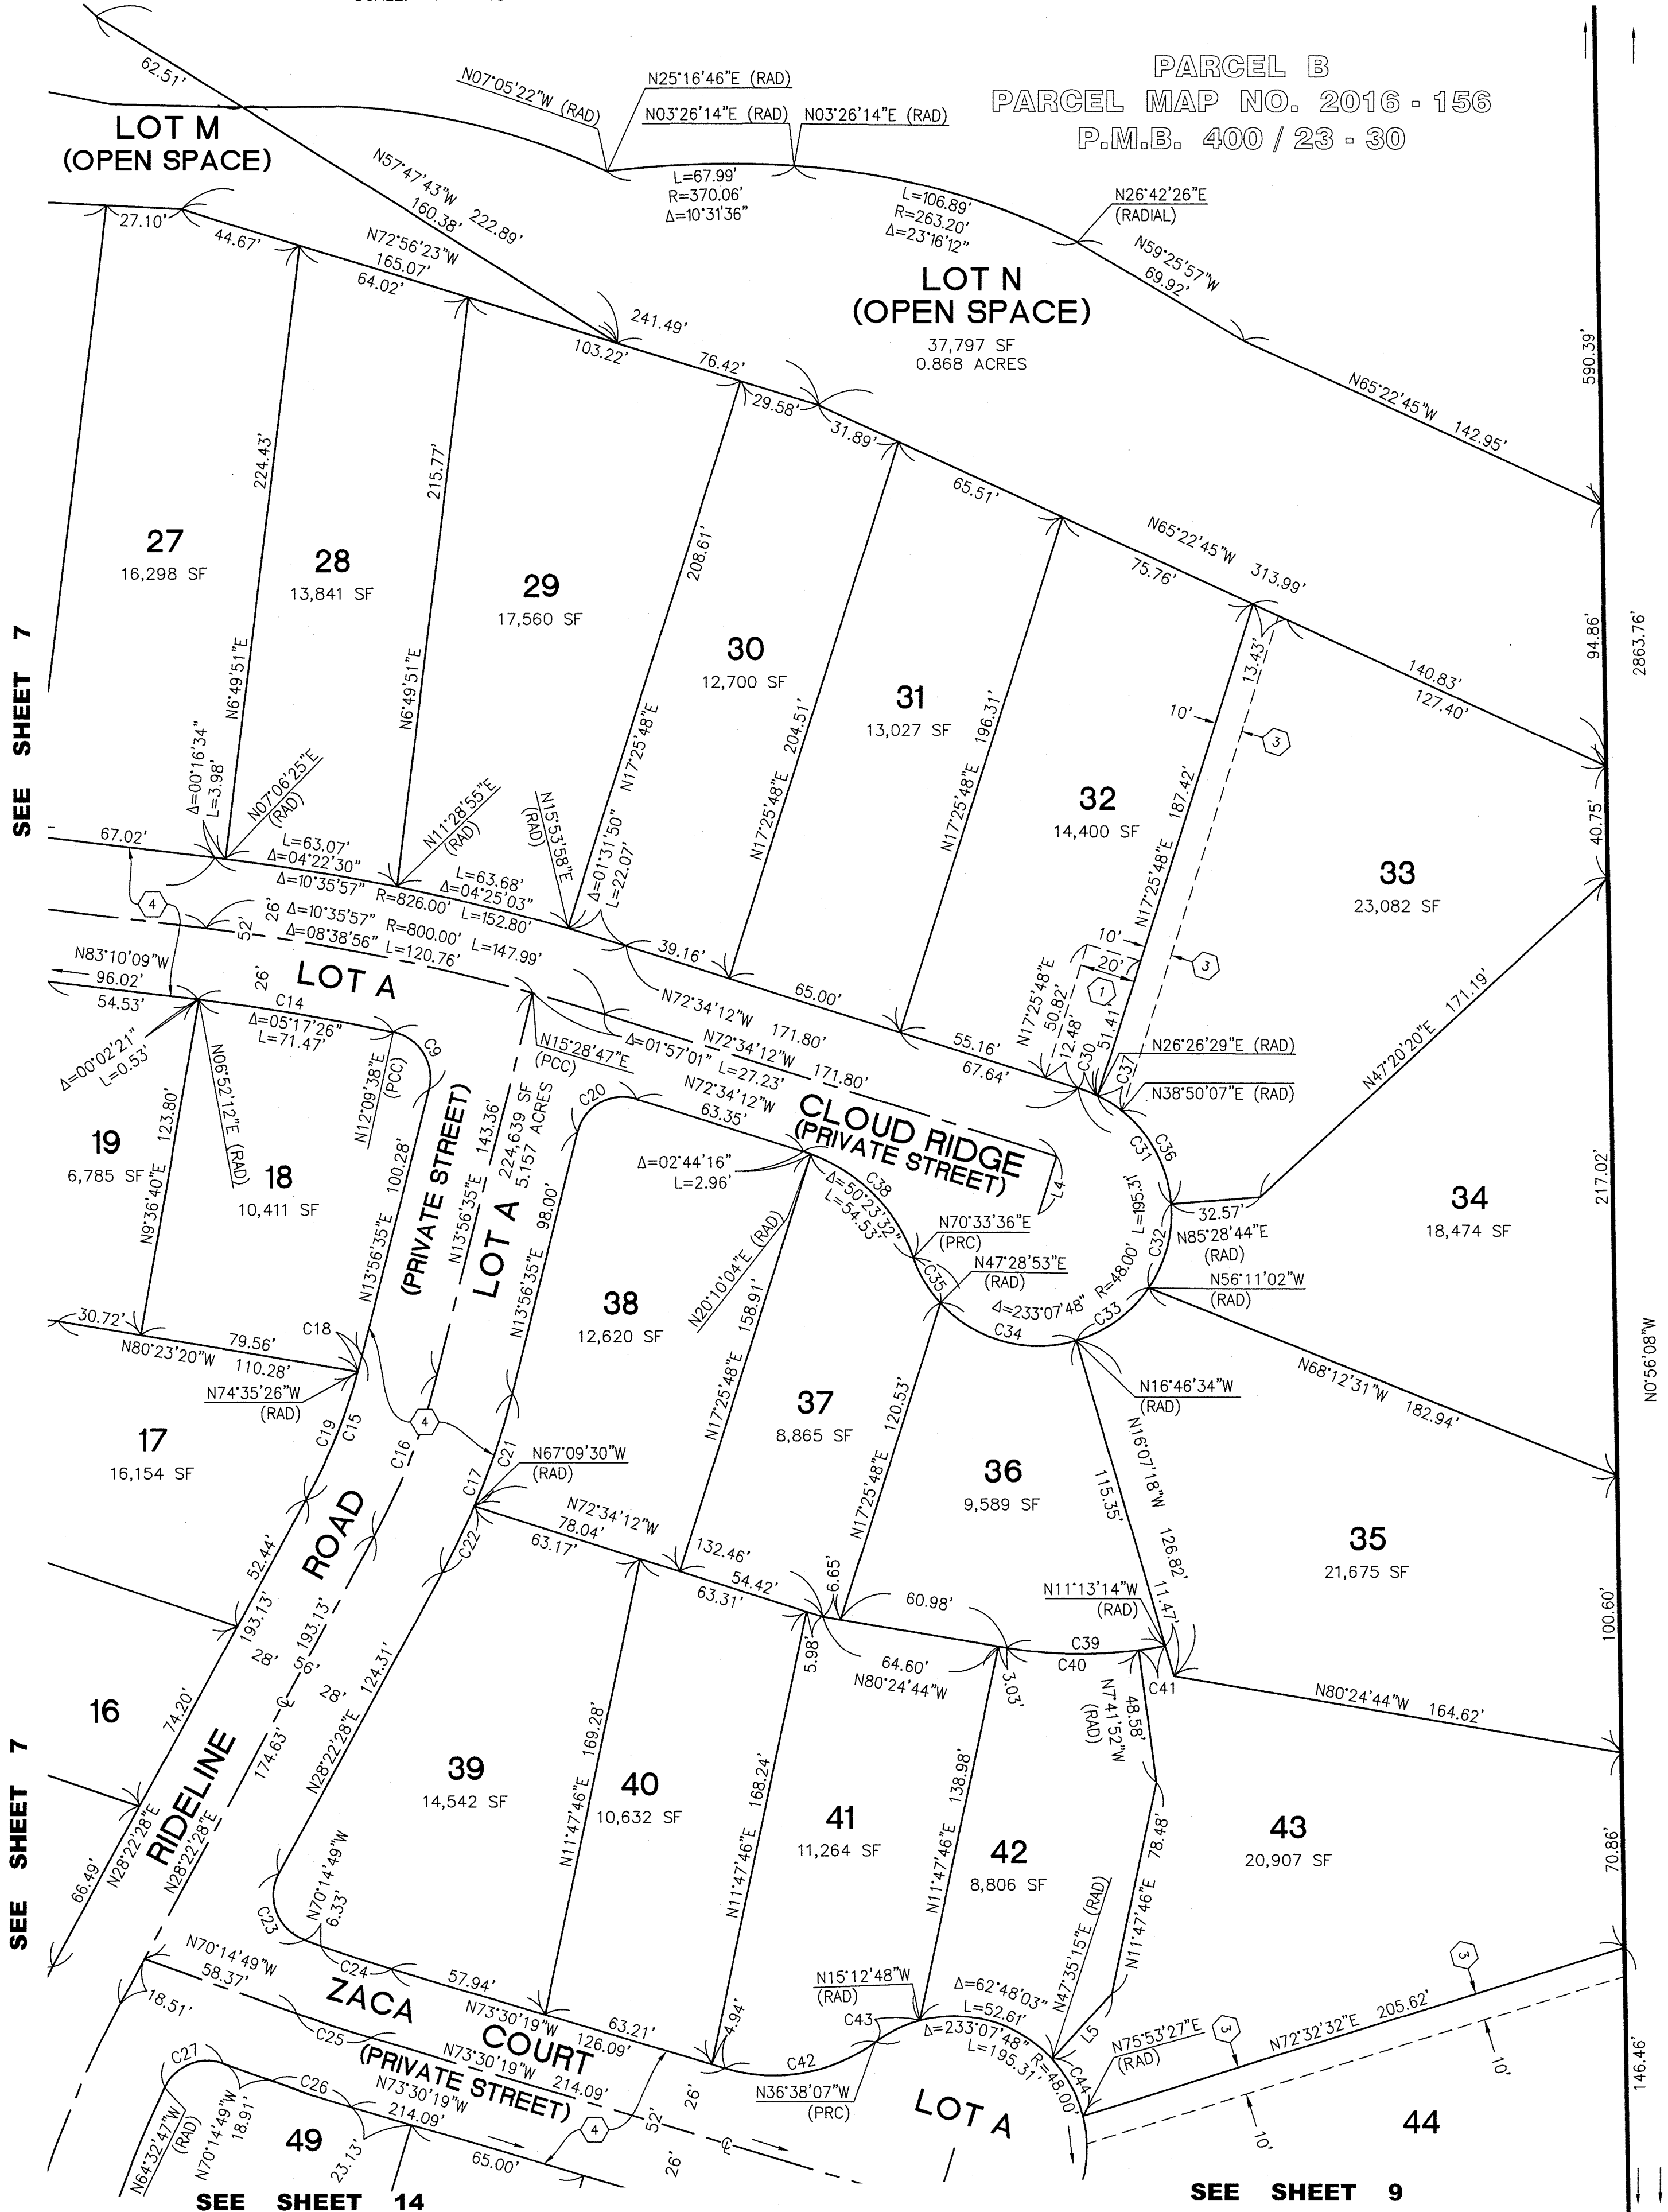 PARCEL B
PARCEL MAP NO. 2016 - 156
P.M.B. 400 / 23 - 30
62.51'
N07°05'22"W (RAD)
N25°16'46"E (RAD)
N03°26'14"E (RAD)
N03°26'14"E (RAD)
LOT M
(OPEN SPACE)
N57°47'43"W 222.89'
160.38'
L=67.99'
R=370.06'
Δ=10°31'36"
L=106.89'
R=263.20'
Δ=23°16'12"
N26°42'26"E
(RADIAL)
N59°25'57"W
69.92'
27.10'
44.67'
N72°56'23"W
165.07'
64.02'
241.49'
103.22'
76.42'
29.58'
31.89'
LOT N
(OPEN SPACE)
37,797 SF
0.868 ACRES
N65°22'45"W 142.95'
590.39'
65.51'
N65°22'45"W 313.99'
75.76'
140.83'
127.40'
13.43'
94.86'
2863.76'
SEE SHEET 7
27
16,298 SF
224.43'
N6°49'51"E
28
13,841 SF
215.77'
N6°49'51"E
29
17,560 SF
208.61'
N17°25'48"E
30
12,700 SF
N17°25'48"E 204.51'
31
13,027 SF
N17°25'48"E 196.31'
32
14,400 SF
N17°25'48"E 187.42'
10'
3
33
23,082 SF
40.75'
Δ=00°16'34"
L=3.98'
N07°06'25"E
(RAD)
N11°28'55"E
(RAD)
N15°53'58"E
(RAD)
Δ=01°31'50"
L=22.07'
67.02'
L=63.07'
Δ=04°22'30"
L=63.68'
Δ=04°25'03"
Δ=10°35'57" R=826.00' L=152.80'
Δ=10°35'57" R=800.00' L=147.99'
Δ=08°38'56" L=120.76'
4
52'
26'
26'
N83°10'09"W
96.02'
54.53'
LOT A
C14
Δ=05°17'26"
L=71.47'
Δ=00°02'21"
L=0.53'
C9
N12°09'38"E
(PCC)
N06°52'12"E (RAD)
39.16'
65.00'
55.16'
67.64'
N72°34'12"W 171.80'
N72°34'12"W 171.80'
N15°28'47"E
(PCC)
Δ=01°57'01" L=27.23'
N72°34'12"W
63.35'
10'
20'
1
3
N17°25'48"E
50.82'
12.48'
51.41'
C30
C37
N26°26'29"E (RAD)
N38°50'07"E (RAD)
N47°20'20"E 171.19'
CLOUD RIDGE
(PRIVATE STREET)
L4
C20
C31
C36
C32
C33
C34
C35
C38
32.57'
N85°28'44"E
(RAD)
N56°11'02"W
(RAD)
Δ=233°07'48" R=48.00' L=195.31'
Δ=02°44'16"
L=2.96'
Δ=50°23'32"
L=54.53'
N70°33'36"E
(PRC)
N47°28'53"E
(RAD)
N20°10'04"E (RAD)
19
6,785 SF
123.80'
N9°36'40"E
18
10,411 SF
N13°56'35"E 100.28'
(PRIVATE STREET)
N13°56'35"E 143.36'
LOT A 224,639 SF
5.157 ACRES
N13°56'35"E 98.00'
38
12,620 SF
N17°25'48"E 158.91'
34
18,474 SF
217.02'
N0°56'08"W
30.72'
79.56'
N80°23'20"W 110.28'
C18
N74°35'26"W
(RAD)
C19
C15
C16
4
C17
C21
C22
N67°09'30"W
(RAD)
17
16,154 SF
37
8,865 SF
N17°25'48"E 120.53'
36
9,589 SF
N16°46'34"W
(RAD)
N68°12'31"W 182.94'
N16°07'18"W 126.82'
115.35'
11.47'
35
21,675 SF
100.60'
N72°34'12"W
78.04'
63.17'
132.46'
54.42'
63.31'
6.65'
60.98'
5.98'
64.60'
N80°24'44"W
3.03'
N11°13'14"W
(RAD)
C39
C40
C41
N80°24'44"W 164.62'
RIDELINE ROAD
52.44'
193.13'
193.13'
28'
56'
28'
74.20'
174.63'
N28°22'28"E 124.31'
N28°22'28"E
N28°22'28"E
66.49'
16
SEE SHEET 7
39
14,542 SF
N11°47'46"E 169.28'
40
10,632 SF
N11°47'46"E 168.24'
41
11,264 SF
N11°47'46"E 138.98'
42
8,806 SF
48.58'
N7°41'52"W
(RAD)
78.48'
N11°47'46"E
43
20,907 SF
70.86'
C23
N70°14'49"W
6.33'
C24
57.94'
N73°30'19"W 126.09'
63.21'
4.94'
C42
C43
N15°12'48"W
(RAD)
N36°38'07"W
(PRC)
Δ=62°48'03"
L=52.61'
Δ=233°07'48" R=48.00'
L=195.31'
N47°35'15"E (RAD)
L5
C44
N75°53'27"E
(RAD)
3
3
N72°32'32"E 205.62'
10'
10'
146.46'
N70°14'49"W
58.37'
18.51'
ZACA COURT
(PRIVATE STREET)
C25
N73°30'19"W 214.09'
C26
N73°30'19"W
214.09'
C27
N64°32'47"W
(RAD)
N70°14'49"W
18.91'
49
23.13'
65.00'
4
52'
26'
26'
LOT A
44
SEE SHEET 14
SEE SHEET 9